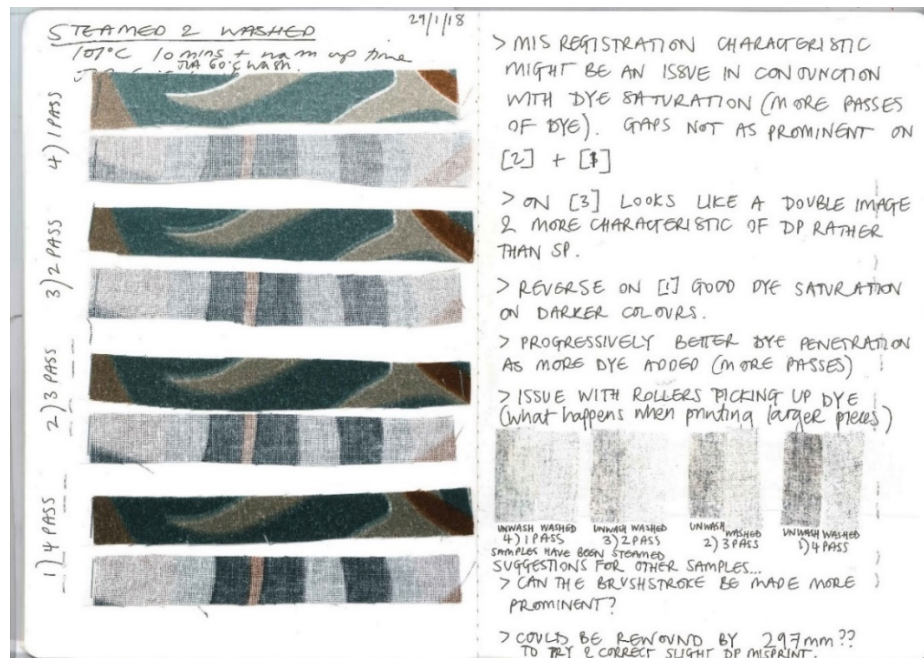 29/1/18
STEAMED & WASHED
107°C 10 mins + warm up time
60°C wash
4) 1 PASS
3) 2 PASS
2) 3 PASS
1) 4 PASS
> MIS REGISTRATION CHARACTERISTIC
MIGHT BE AN ISSUE IN CONJUNCTION
WITH DYE SATURATION (MORE PASSES
OF DYE). GAPS NOT AS PROMINENT ON
[2] + [1]
> ON [3] LOOKS LIKE A DOUBLE IMAGE
& MORE CHARACTERISTIC OF DP RATHER
THAN SP.
> REVERSE ON [1] GOOD DYE SATURATION
ON DARKER COLOURS.
> PROGRESSIVELY BETTER DYE PENETRATION
AS MORE DYE ADDED (MORE PASSES)
> ISSUE WITH ROLLERS PICKING UP DYE
(what happens when printing larger pieces)
UNWASH WASHED UNWASH WASHED UNWASH WASHED UNWASH WASHED
4) 1 PASS 3) 2 PASS 2) 3 PASS 1) 4 PASS
SAMPLES HAVE BEEN STEAMED
SUGGESTIONS FOR OTHER SAMPLES...
> CAN THE BRUSHSTROKE BE MADE MORE
PROMINENT?
> COULD BE REWOUND BY 297mm??
TO TRY & CORRECT SLIGHT DP MISPRINT.